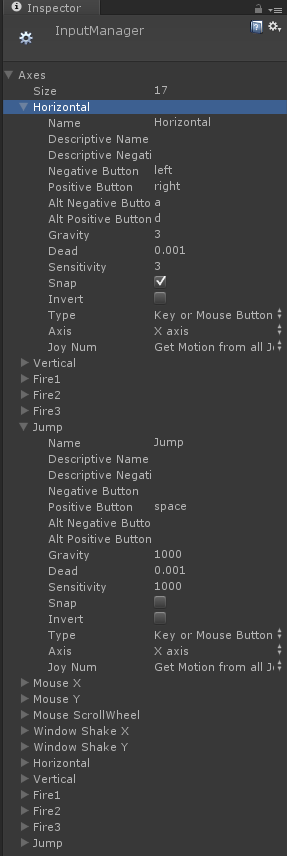 Inspector
InputManager
Axes
Size 17
Horizontal
Name Horizontal
Descriptive Name
Descriptive Negati
Negative Button left
Positive Button right
Alt Negative Butto a
Alt Positive Button d
Gravity 3
Dead 0.001
Sensitivity 3
Snap
Invert
Type Key or Mouse Button
Axis X axis
Joy Num Get Motion from all J
Vertical
Fire1
Fire2
Fire3
Jump
Name Jump
Descriptive Name
Descriptive Negati
Negative Button
Positive Button space
Alt Negative Butto
Alt Positive Button
Gravity 1000
Dead 0.001
Sensitivity 1000
Snap
Invert
Type Key or Mouse Button
Axis X axis
Joy Num Get Motion from all J
Mouse X
Mouse Y
Mouse ScrollWheel
Window Shake X
Window Shake Y
Horizontal
Vertical
Fire1
Fire2
Fire3
Jump